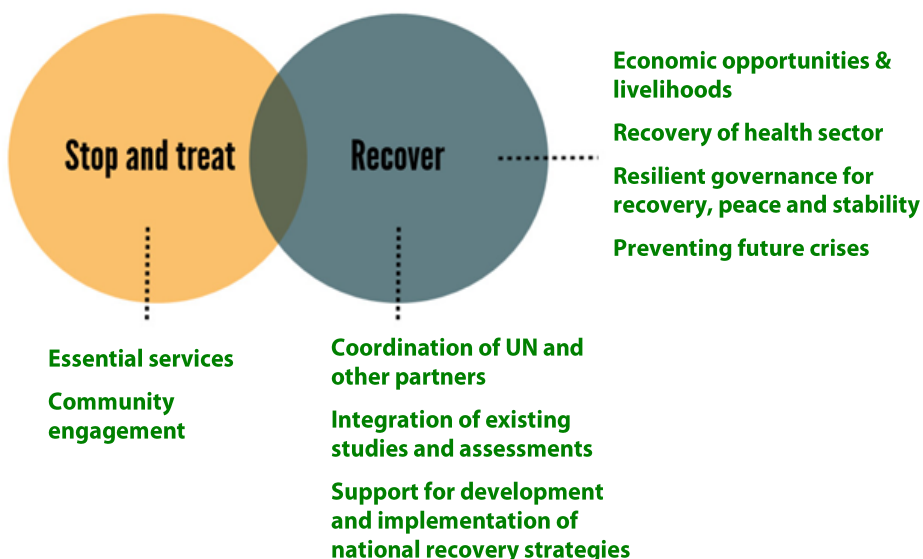 Stop and treat
Recover
Economic opportunities &
livelihoods
Recovery of health sector
Resilient governance for
recovery, peace and stability
Preventing future crises
Essential services
Community
engagement
Coordination of UN and
other partners
Integration of existing
studies and assessments
Support for development
and implementation of
national recovery strategies